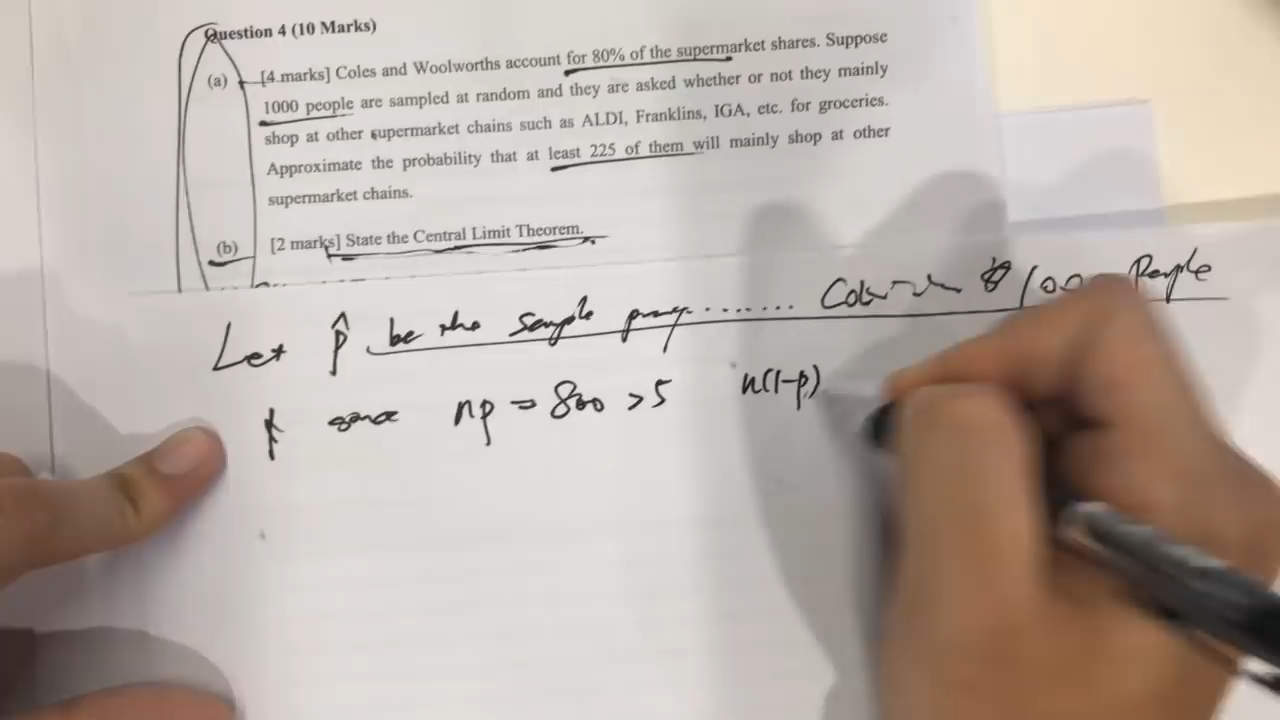 Question 4 (10 Marks)
(a) [4 marks] Coles and Woolworths account for 80% of the supermarket shares. Suppose
1000 people are sampled at random and they are asked whether or not they mainly
shop at other supermarket chains such as ALDI, Franklins, IGA, etc. for groceries.
Approximate the probability that at least 225 of them will mainly shop at other
supermarket chains.
(b) [2 marks] State the Central Limit Theorem.
Let p̂ be the sample ........ People
since np = 800 > 5 n(1-p)